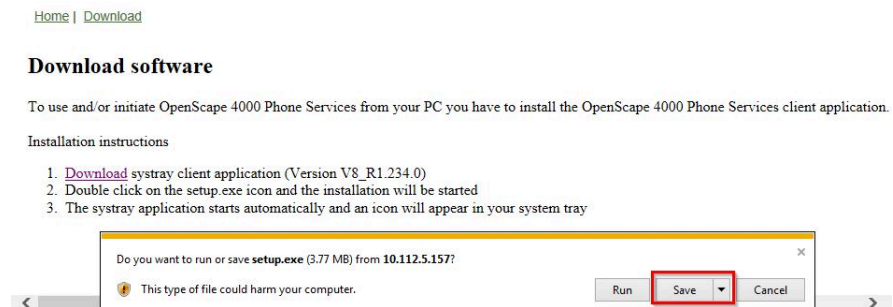 Home | Download
Download software
To use and/or initiate OpenScape 4000 Phone Services from your PC you have to install the OpenScape 4000 Phone Services client application.
Installation instructions
1. Download systray client application (Version V8_R1.234.0)
2. Double click on the setup.exe icon and the installation will be started
3. The systray application starts automatically and an icon will appear in your system tray
Do you want to run or save setup.exe (3.77 MB) from 10.112.5.157?
This type of file could harm your computer.
Run Save Cancel